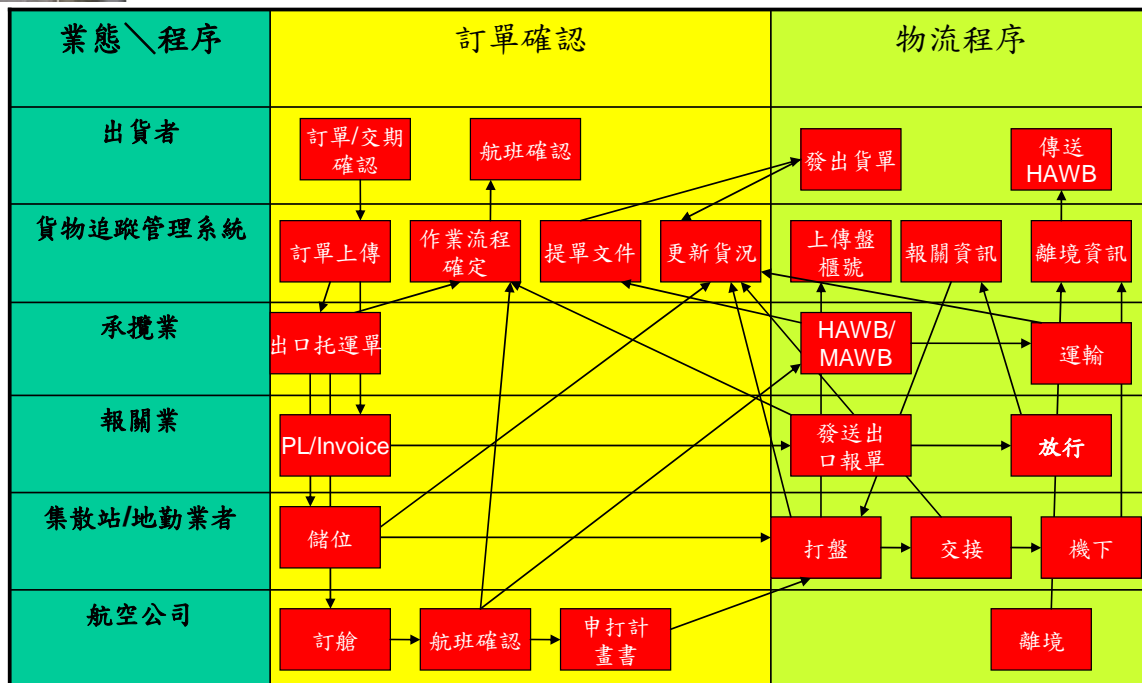 業態＼程序
訂單確認
物流程序
出貨者
訂單/交期
確認
航班確認
發出貨單
傳送
HAWB
貨物追蹤管理系統
訂單上傳
作業流程
確定
提單文件
更新貨況
上傳盤
櫃號
報關資訊
離境資訊
承攬業
出口托運單
HAWB/
MAWB
運輸
報關業
PL/Invoice
發送出
口報單
放行
集散站/地勤業者
儲位
打盤
交接
機下
航空公司
訂艙
航班確認
申打計
畫書
離境